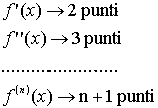 f'(x)→2 punti
f''(x)→3 punti
.......................
f⁽ⁿ⁾(x)→n+1 punti